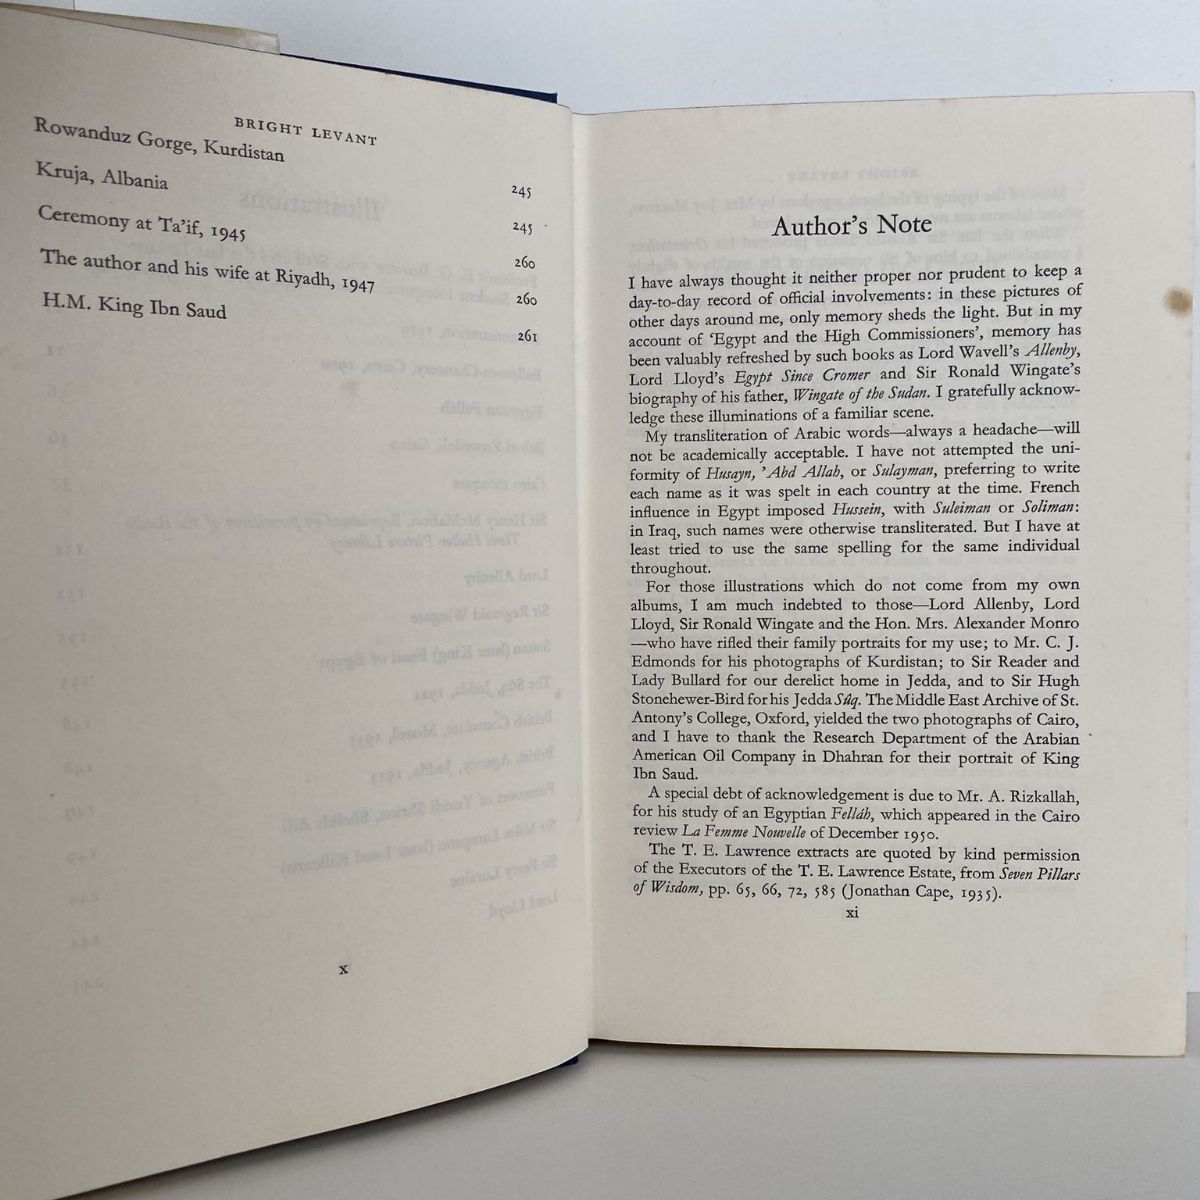 BRIGHT LEVANT
Rowanduz Gorge, Kurdistan 245
Kruja, Albania 245
Ceremony at Ta'if, 1945 260
The author and his wife at Riyadh, 1947 260
H.M. King Ibn Saud 261
x
Author's Note
I have always thought it neither proper nor prudent to keep a
day-to-day record of official involvements: in these pictures of
other days around me, only memory sheds the light. But in my
account of 'Egypt and the High Commissioners', memory has
been valuably refreshed by such books as Lord Wavell's Allenby,
Lord Lloyd's Egypt Since Cromer and Sir Ronald Wingate's
biography of his father, Wingate of the Sudan. I gratefully acknow-
ledge these illuminations of a familiar scene.
My transliteration of Arabic words—always a headache—will
not be academically acceptable. I have not attempted the uni-
formity of Husayn, 'Abd Allah, or Sulayman, preferring to write
each name as it was spelt in each country at the time. French
influence in Egypt imposed Hussein, with Suleiman or Soliman:
in Iraq, such names were otherwise transliterated. But I have at
least tried to use the same spelling for the same individual
throughout.
For those illustrations which do not come from my own
albums, I am much indebted to those—Lord Allenby, Lord
Lloyd, Sir Ronald Wingate and the Hon. Mrs. Alexander Monro
—who have rifled their family portraits for my use; to Mr. C. J.
Edmonds for his photographs of Kurdistan; to Sir Reader and
Lady Bullard for our derelict home in Jedda, and to Sir Hugh
Stonehewer-Bird for his Jedda Sûq. The Middle East Archive of St.
Antony's College, Oxford, yielded the two photographs of Cairo,
and I have to thank the Research Department of the Arabian
American Oil Company in Dhahran for their portrait of King
Ibn Saud.
A special debt of acknowledgement is due to Mr. A. Rizkallah,
for his study of an Egyptian Felláh, which appeared in the Cairo
review La Femme Nouvelle of December 1950.
The T. E. Lawrence extracts are quoted by kind permission
of the Executors of the T. E. Lawrence Estate, from Seven Pillars
of Wisdom, pp. 65, 66, 72, 585 (Jonathan Cape, 1935).
xi